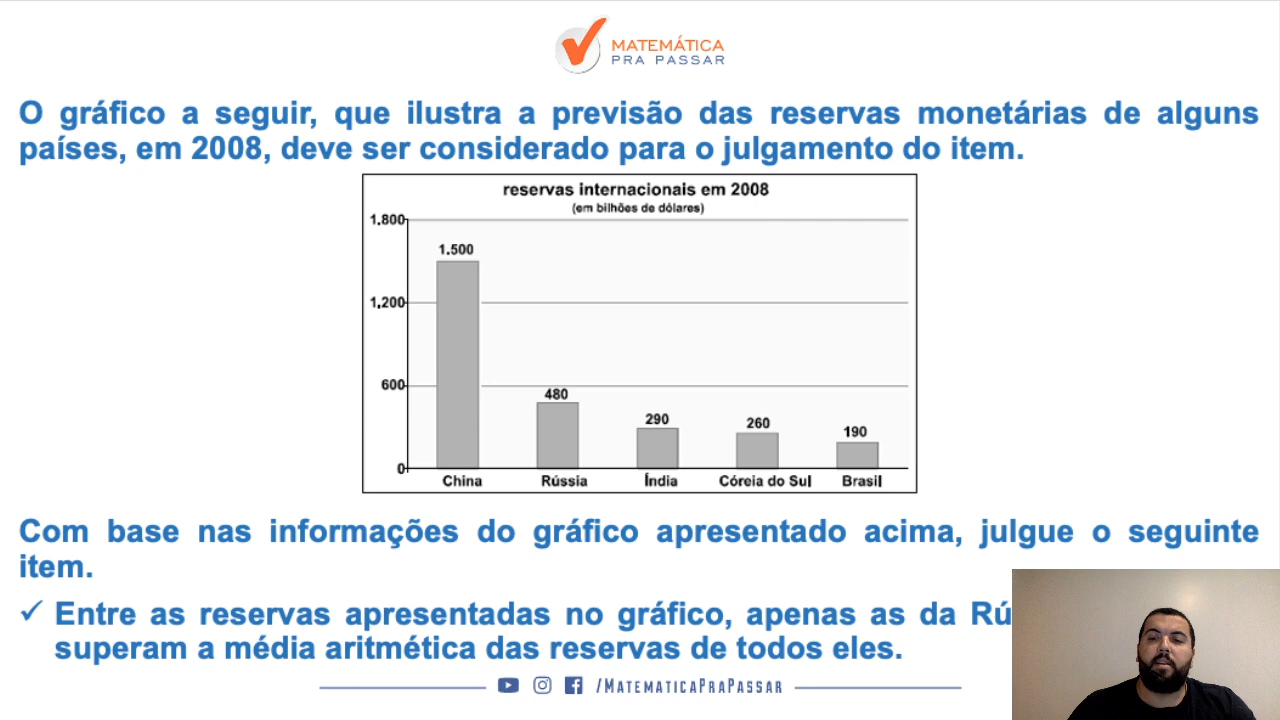 MATEMÁTICA
PRA PASSAR
O gráfico a seguir, que ilustra a previsão das reservas monetárias de alguns
países, em 2008, deve ser considerado para o julgamento do item.
reservas internacionais em 2008
(em bilhões de dólares)
1.800
1.500
1.200
600
480
290
260
190
0
China Rússia Índia Córeia do Sul Brasil
Com base nas informações do gráfico apresentado acima, julgue o seguinte
item.
✓ Entre as reservas apresentadas no gráfico, apenas as da
superam a média aritmética das reservas de todos eles.
/MATEMATICAPRAPASSAR